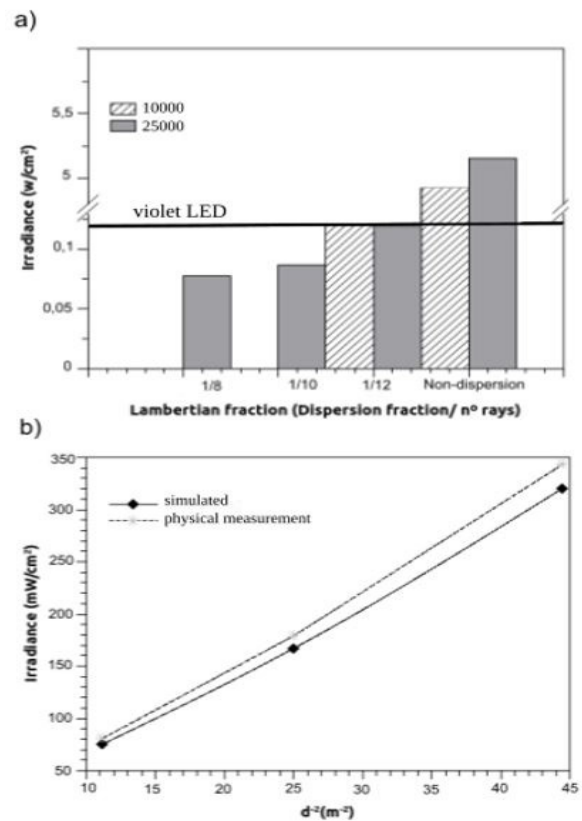 a)
Irradiance (w/cm²)
5,5
5
0,1
0,05
0
10000
25000
violet LED
1/8 1/10 1/12 Non-dispersion
Lambertian fraction (Dispersion fraction/ nº rays)
b)
Irradiance (mW/cm²)
350
300
250
200
150
100
50
simulated
physical measurement
10 15 20 25 30 35 40 45
d⁻²(m⁻²)